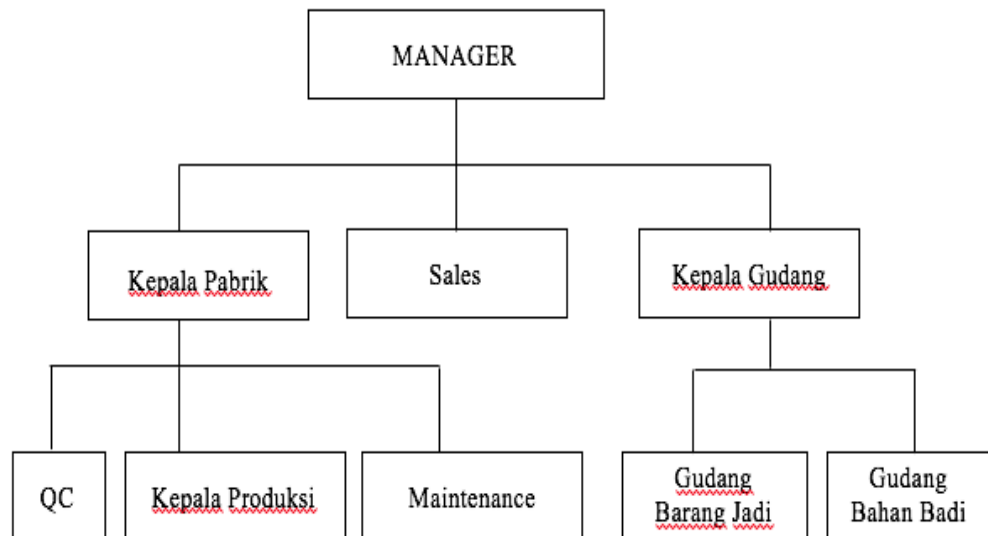 MANAGER
Kepala Pabrik
Sales
Kepala Gudang
QC
Kepala Produksi
Maintenance
Gudang
Barang Jadi
Gudang
Bahan Badi